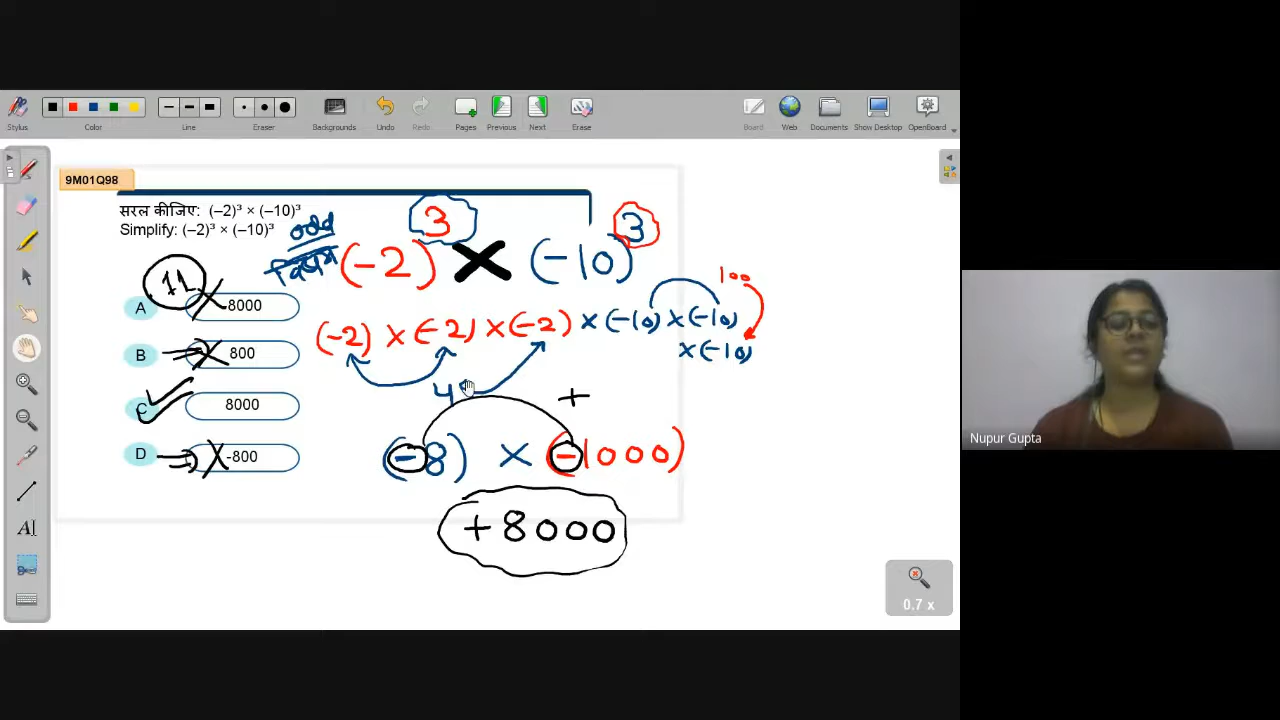 Stylus
Color
Line
Eraser
Backgrounds
Undo
Redo
Pages
Previous
Next
Erase
Board
Web
Documents
Show Desktop
OpenBoard
9M01Q98
सरल कीजिए: (−2)³ × (−10)³
Simplify: (−2)³ × (−10)³
odd
(-2)³ × (-10)³
11
A 8000
B 800
C 8000
D -800
100
(-2) × (-2) × (-2) × (-10) × (-10)
× (-10)
4
+
(-8) × (-1000)
+8000
AI
0.7 x
Nupur Gupta